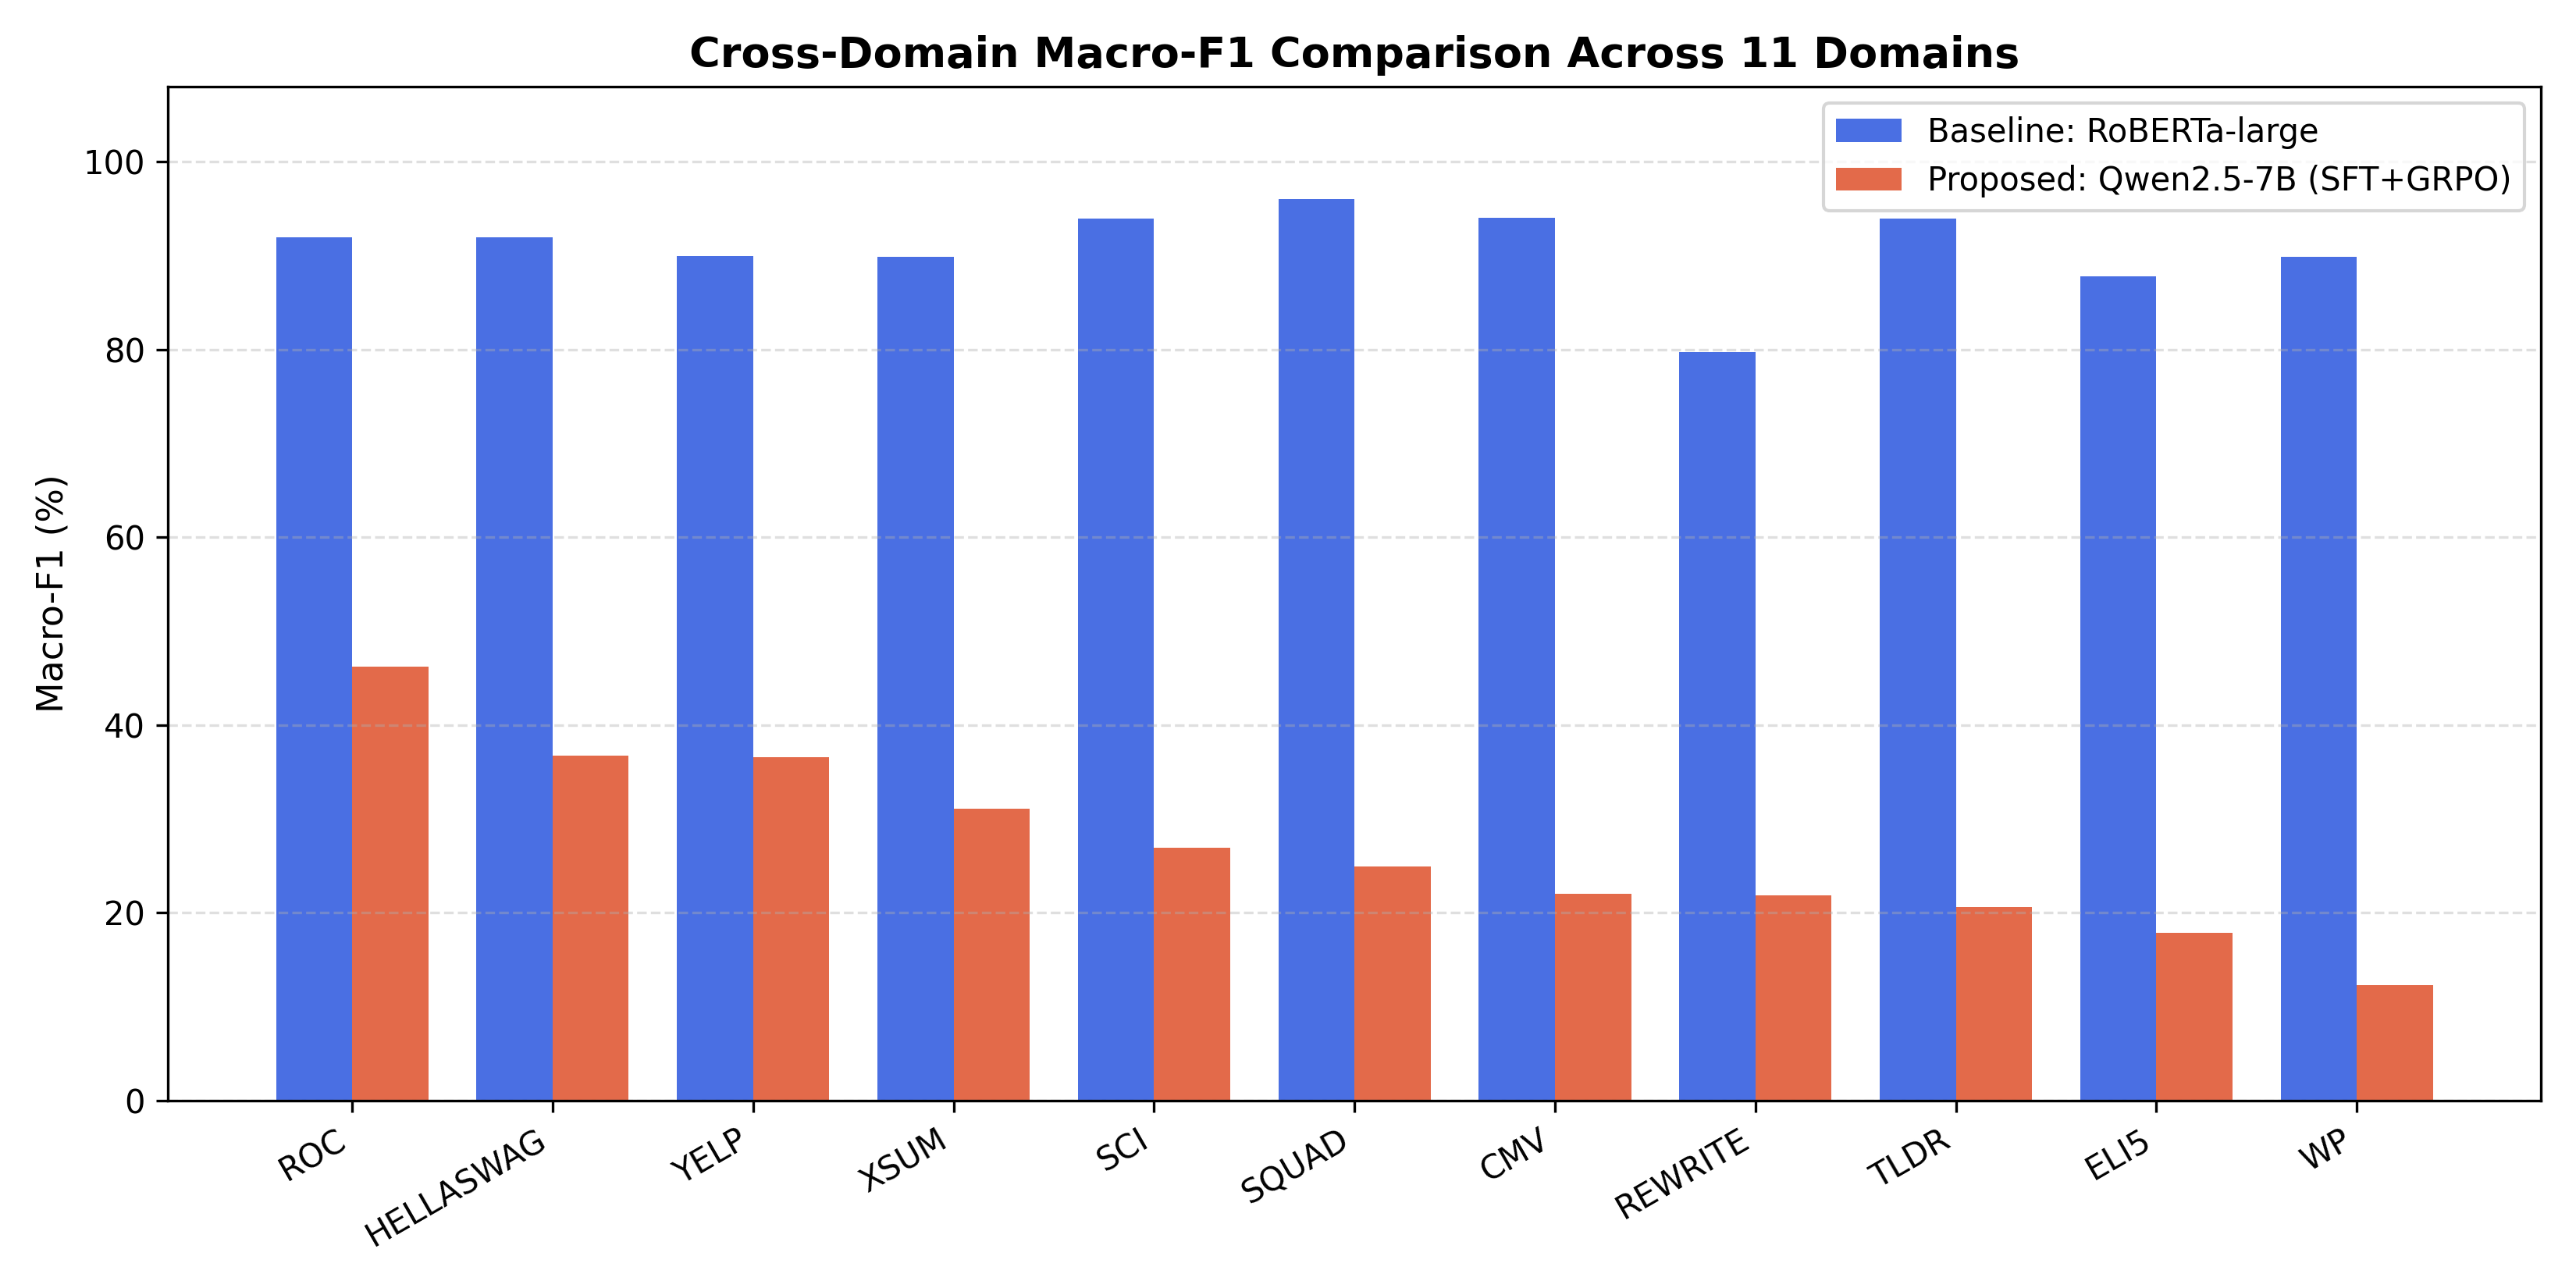 Cross-Domain Macro-F1 Comparison Across 11 Domains
Baseline: RoBERTa-large
Proposed: Qwen2.5-7B (SFT+GRPO)
Macro-F1 (%)
100
80
60
40
20
0
ROC
HELLASWAG
YELP
XSUM
SCI
SQUAD
CMV
REWRITE
TLDR
ELI5
WP